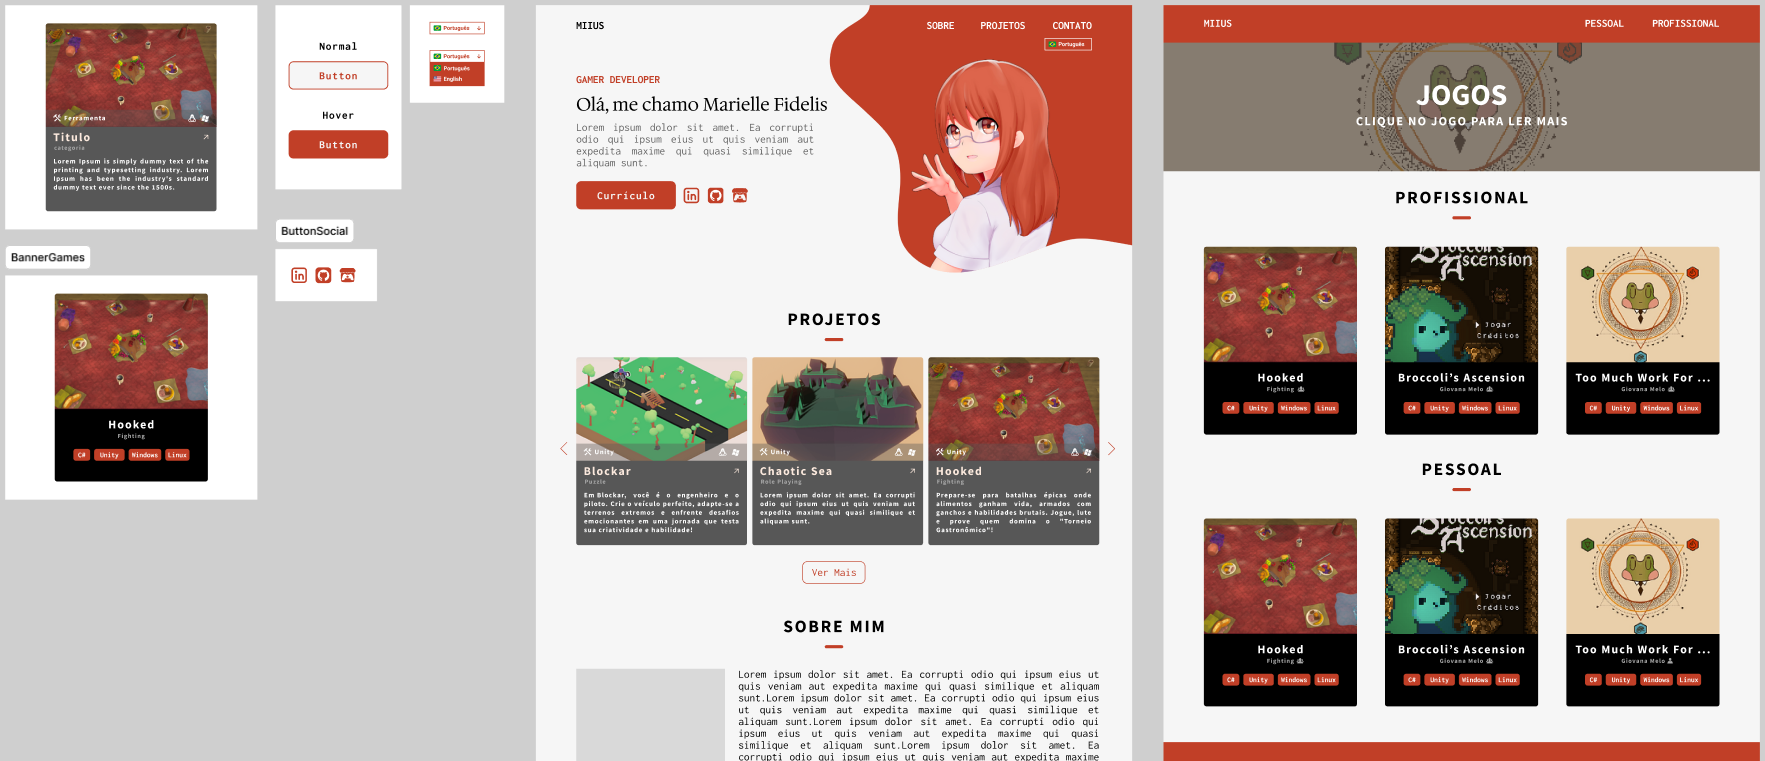 Ferramenta
Titulo
categoria
Lorem Ipsum is simply dummy text of the
printing and typesetting industry. Lorem
Ipsum has been the industry's standard
dummy text ever since the 1500s.
BannerGames
Hooked
Fighting
C# Unity Windows Linux
Normal
Button
Hover
Button
ButtonSocial
in
Português
Português
Português
English
MIIUS
SOBRE PROJETOS CONTATO
Português
GAMER DEVELOPER
Olá, me chamo Marielle Fidelis
Lorem ipsum dolor sit amet. Ea corrupti
odio qui ipsum eius ut quis veniam aut
expedita maxime qui quasi similique et
aliquam sunt.
Currículo
in
PROJETOS
Unity
Blockar
Puzzle
Em Blockar, você é o engenheiro e o
piloto. Crie o veículo perfeito, adapte-se a
terrenos extremos e enfrente desafios
emocionantes em uma jornada que testa
sua criatividade e habilidade!
Unity
Chaotic Sea
Role Playing
Lorem ipsum dolor sit amet. Ea corrupti
odio qui ipsum eius ut quis veniam aut
expedita maxime qui quasi similique et
aliquam sunt.
Unity
Hooked
Fighting
Prepare-se para batalhas épicas onde
alimentos ganham vida, armados com
ganchos e habilidades brutais. Jogue, lute
e prove quem domina o "Torneio
Gastronômico"!
Ver Mais
SOBRE MIM
Lorem ipsum dolor sit amet. Ea corrupti odio qui ipsum eius ut
quis veniam aut expedita maxime qui quasi similique et aliquam
sunt.Lorem ipsum dolor sit amet. Ea corrupti odio qui ipsum eius
ut quis veniam aut expedita maxime qui quasi similique et
aliquam sunt.Lorem ipsum dolor sit amet. Ea corrupti odio qui
ipsum eius ut quis veniam aut expedita maxime qui quasi
similique et aliquam sunt.Lorem ipsum dolor sit amet. Ea
corrupti odio qui ipsum eius ut quis veniam aut expedita maxime
MIIUS
PESSOAL PROFISSIONAL
JOGOS
CLIQUE NO JOGO PARA LER MAIS
PROFISSIONAL
Hooked
Fighting
C# Unity Windows Linux
Broccoli's
Ascension
Jogar
Créditos
Broccoli's Ascension
Giovana Melo
C# Unity Windows Linux
Too Much Work For ...
Giovana Melo
C# Unity Windows Linux
PESSOAL
Hooked
Fighting
C# Unity Windows Linux
Broccoli's
Ascension
Jogar
Créditos
Broccoli's Ascension
Giovana Melo
C# Unity Windows Linux
Too Much Work For ...
Giovana Melo
C# Unity Windows Linux